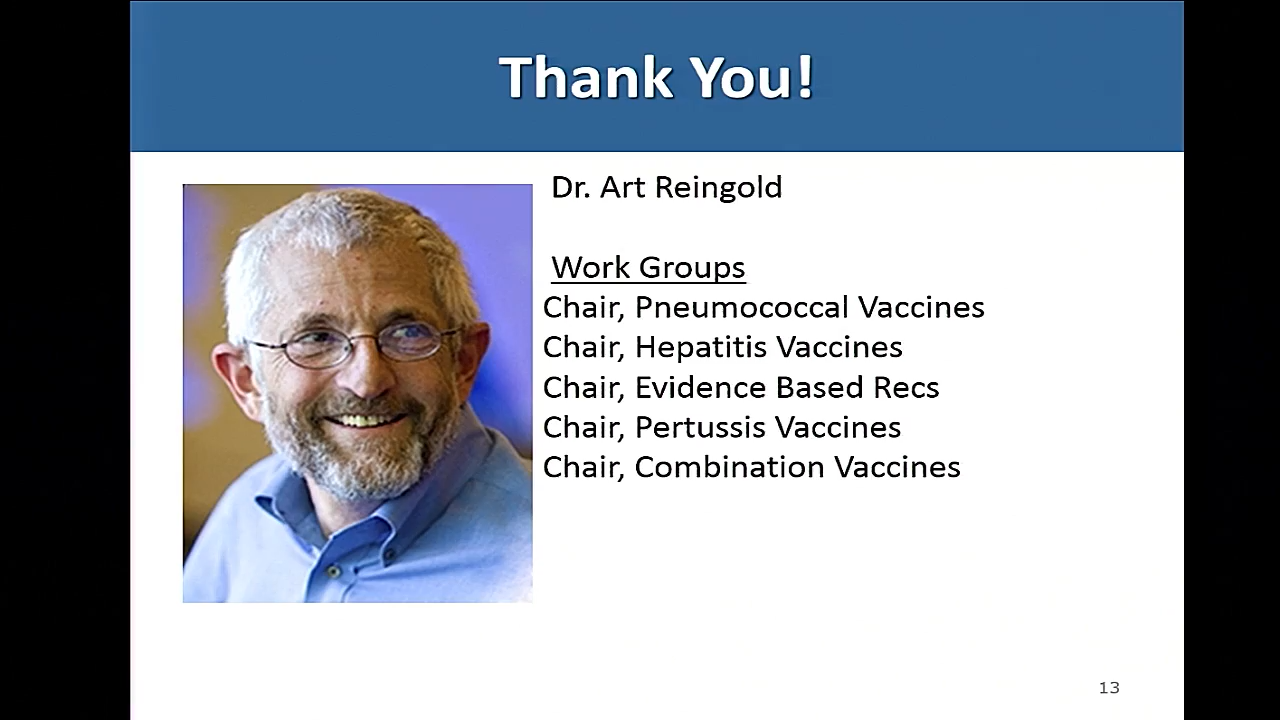 Thank You!
Dr. Art Reingold
Work Groups
Chair, Pneumococcal Vaccines
Chair, Hepatitis Vaccines
Chair, Evidence Based Recs
Chair, Pertussis Vaccines
Chair, Combination Vaccines
13